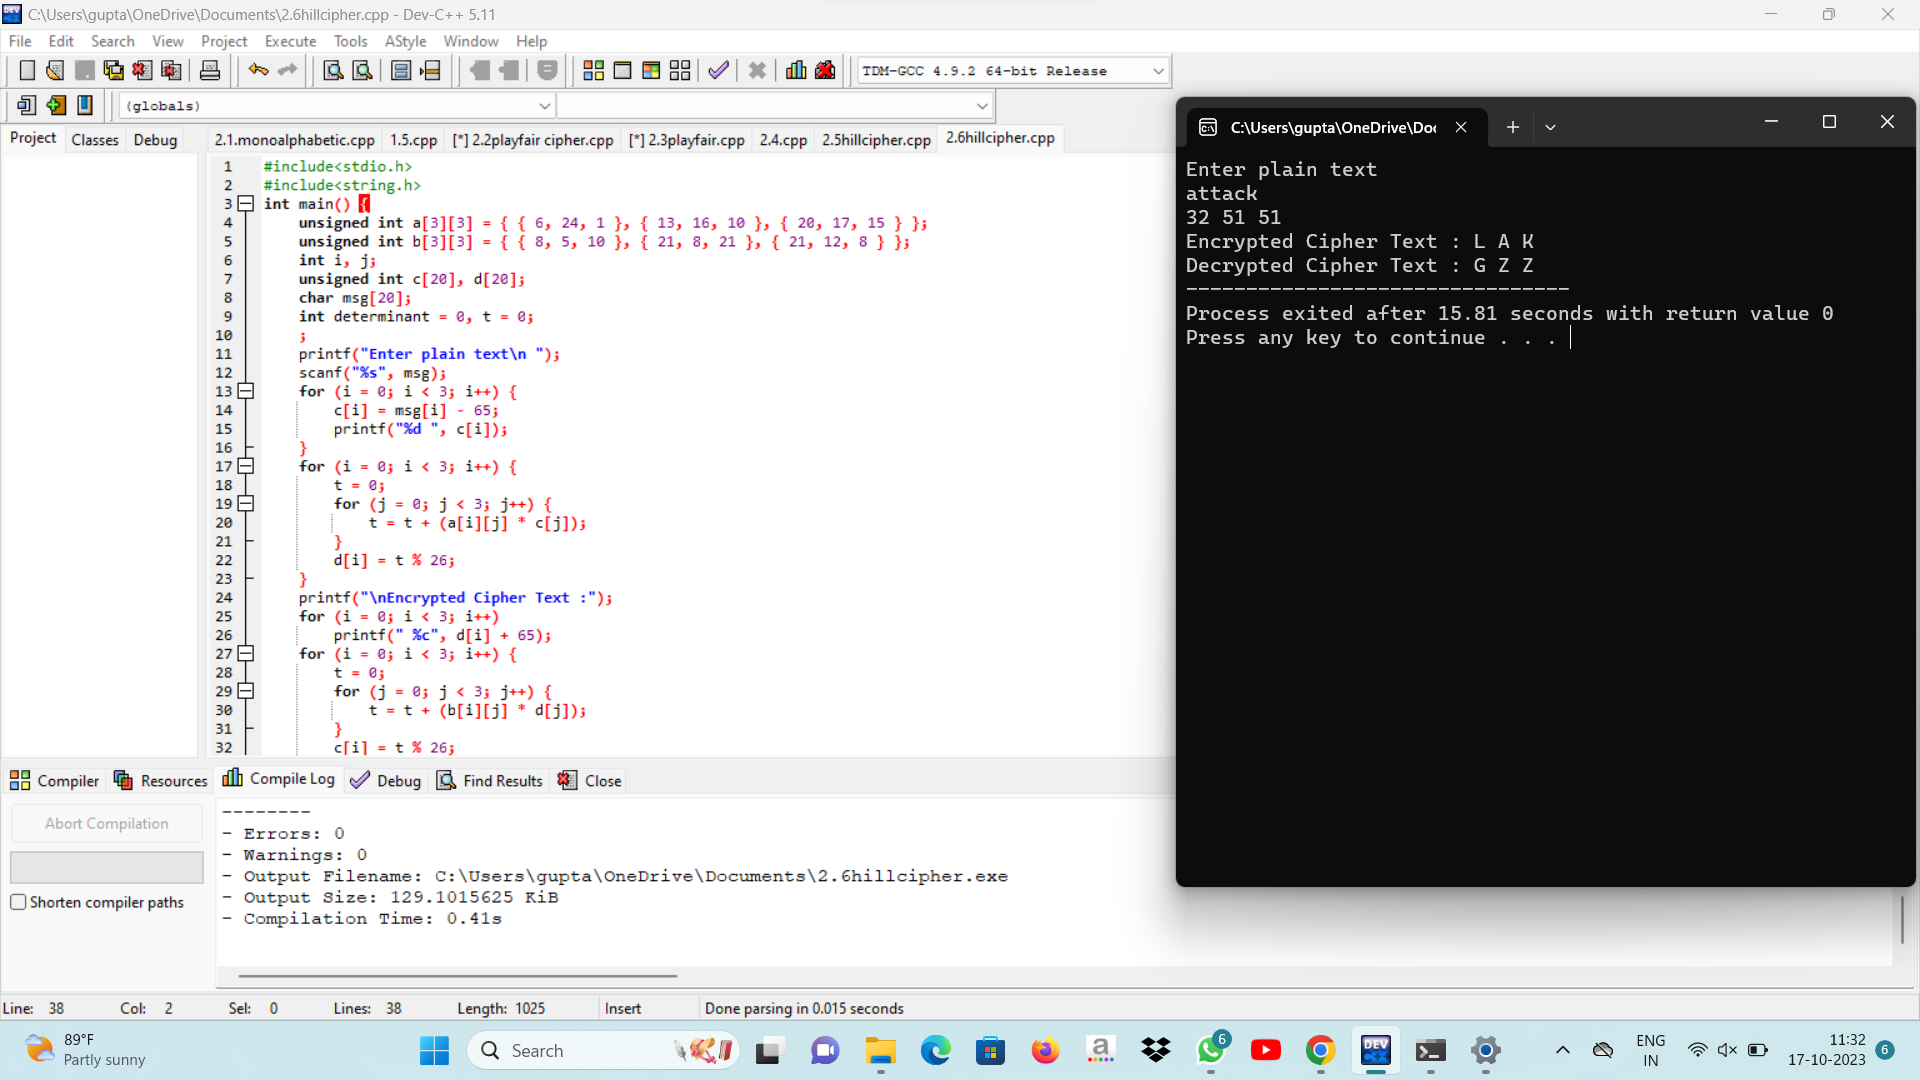 C:\Users\gupta\OneDrive\Documents\2.6hillcipher.cpp - Dev-C++ 5.11
File Edit Search View Project Execute Tools AStyle Window Help
TDM-GCC 4.9.2 64-bit Release
(globals)
Project Classes Debug
2.1.monoalphabetic.cpp 1.5.cpp [*] 2.2playfair cipher.cpp [*] 2.3playfair.cpp 2.4.cpp 2.5hillcipher.cpp 2.6hillcipher.cpp
1 #include<stdio.h>
2 #include<string.h>
3 int main() {
4 unsigned int a[3][3] = { { 6, 24, 1 }, { 13, 16, 10 }, { 20, 17, 15 } };
5 unsigned int b[3][3] = { { 8, 5, 10 }, { 21, 8, 21 }, { 21, 12, 8 } };
6 int i, j;
7 unsigned int c[20], d[20];
8 char msg[20];
9 int determinant = 0, t = 0;
10 ;
11 printf("Enter plain text\n ");
12 scanf("%s", msg);
13 for (i = 0; i < 3; i++) {
14 c[i] = msg[i] - 65;
15 printf("%d ", c[i]);
16 }
17 for (i = 0; i < 3; i++) {
18 t = 0;
19 for (j = 0; j < 3; j++) {
20 t = t + (a[i][j] * c[j]);
21 }
22 d[i] = t % 26;
23 }
24 printf("\nEncrypted Cipher Text :");
25 for (i = 0; i < 3; i++)
26 printf(" %c", d[i] + 65);
27 for (i = 0; i < 3; i++) {
28 t = 0;
29 for (j = 0; j < 3; j++) {
30 t = t + (b[i][j] * d[j]);
31 }
32 c[i] = t % 26;
C:\Users\gupta\OneDrive\Doc
Enter plain text
attack
32 51 51
Encrypted Cipher Text : L A K
Decrypted Cipher Text : G Z Z
--------------------------------
Process exited after 15.81 seconds with return value 0
Press any key to continue . . .
Compiler Resources Compile Log Debug Find Results Close
Abort Compilation
Shorten compiler paths
--------
- Errors: 0
- Warnings: 0
- Output Filename: C:\Users\gupta\OneDrive\Documents\2.6hillcipher.exe
- Output Size: 129.1015625 KiB
- Compilation Time: 0.41s
Line: 38 Col: 2 Sel: 0 Lines: 38 Length: 1025 Insert Done parsing in 0.015 seconds
89°F
Partly sunny
Search
6
DEV
C++
ENG
IN
11:32
17-10-2023
6